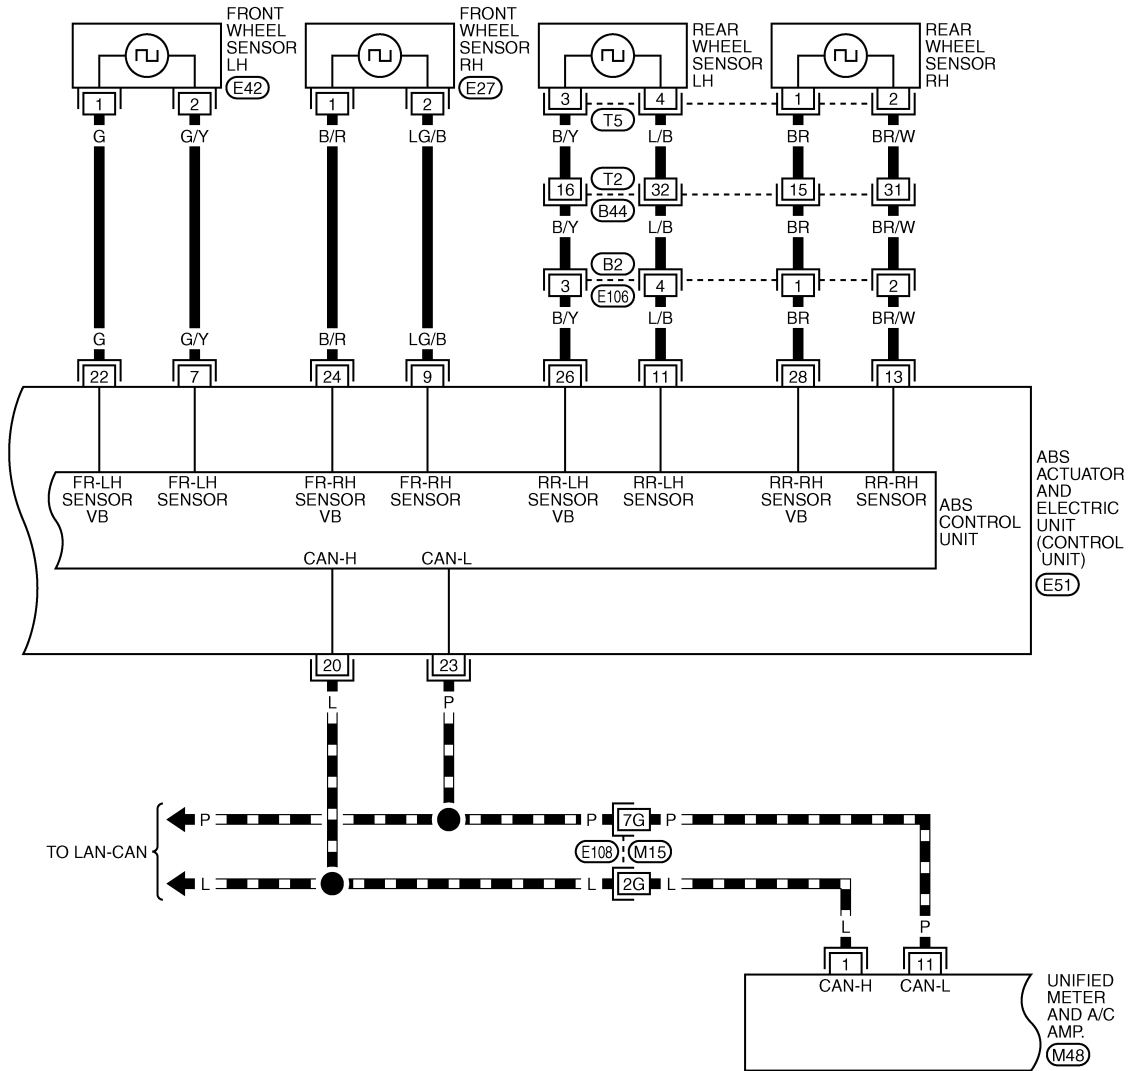 FRONT
WHEEL
SENSOR
LH
E42
FRONT
WHEEL
SENSOR
RH
E27
REAR
WHEEL
SENSOR
LH
REAR
WHEEL
SENSOR
RH
1 2 1 2 3 4 1 2
T5
G G/Y B/R LG/B B/Y L/B BR BR/W
T2
16 32 15 31
B44
B/Y L/B BR BR/W
B2
3 4 1 2
E106
B/Y L/B BR BR/W
G G/Y B/R LG/B
22 7 24 9 26 11 28 13
FR-LH
SENSOR
VB
FR-LH
SENSOR
FR-RH
SENSOR
VB
FR-RH
SENSOR
RR-LH
SENSOR
VB
RR-LH
SENSOR
RR-RH
SENSOR
VB
RR-RH
SENSOR
ABS
CONTROL
UNIT
ABS
ACTUATOR
AND
ELECTRIC
UNIT
(CONTROL
UNIT)
E51
CAN-H CAN-L
20 23
L P
P P 7G P
TO LAN-CAN
E108 M15
L L 2G L
L P
1 11
CAN-H CAN-L
UNIFIED
METER
AND A/C
AMP.
M48